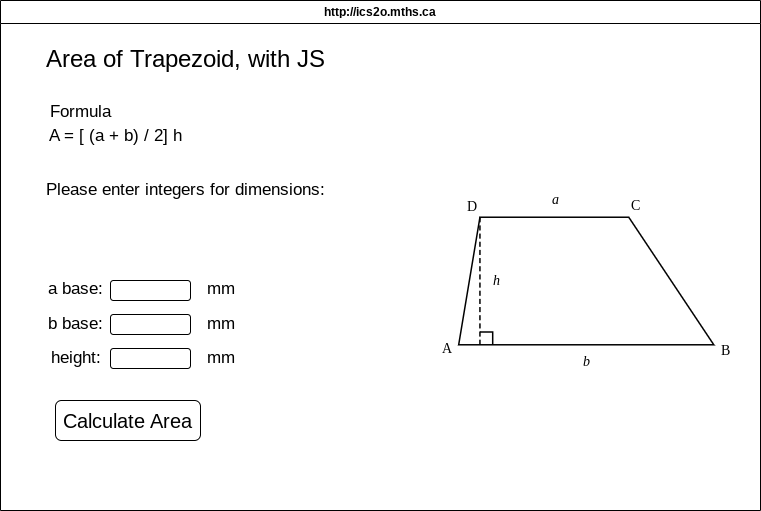 http://ics2o.mths.ca
Area of Trapezoid, with JS
Formula
A = [ (a + b) / 2] h
Please enter integers for dimensions:
D
a
C
h
A
b
B
a base: mm
b base: mm
height: mm
Calculate Area